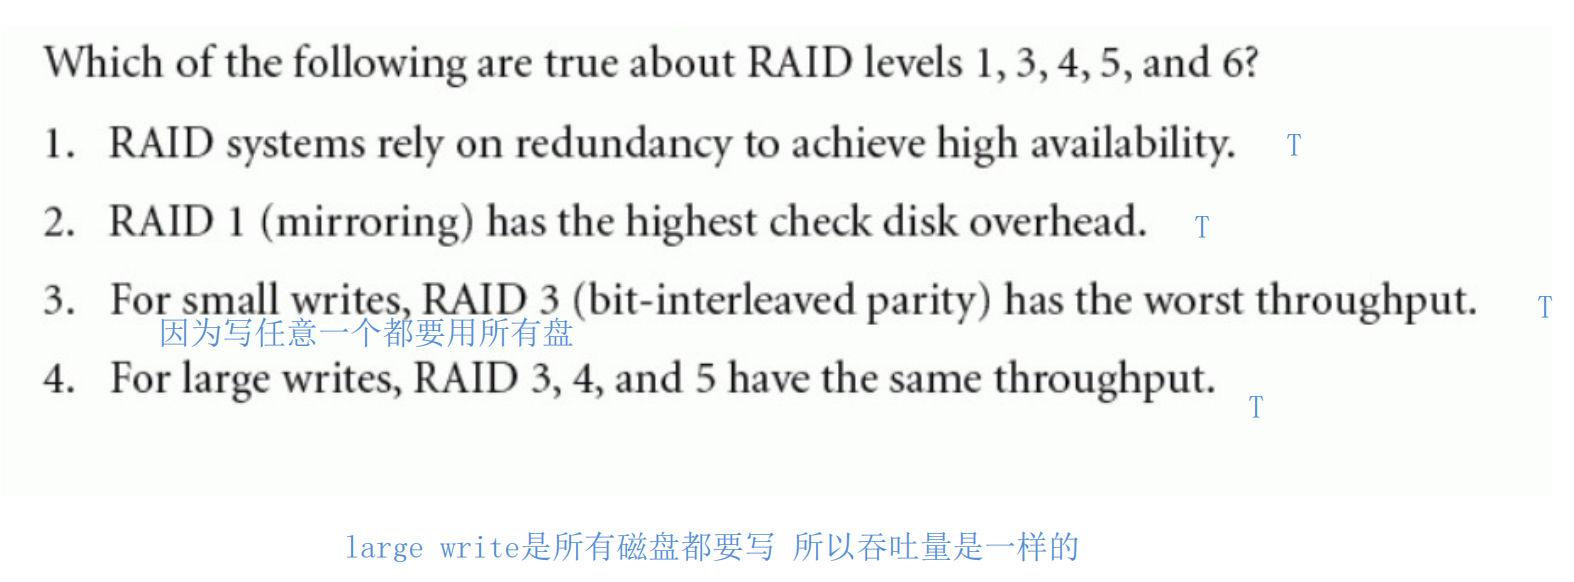 Which of the following are true about RAID levels 1, 3, 4, 5, and 6?
1. RAID systems rely on redundancy to achieve high availability. T
2. RAID 1 (mirroring) has the highest check disk overhead. T
3. For small writes, RAID 3 (bit-interleaved parity) has the worst throughput. T
因为写任意一个都要用所有盘
4. For large writes, RAID 3, 4, and 5 have the same throughput.
T
large write是所有磁盘都要写 所以吞吐量是一样的